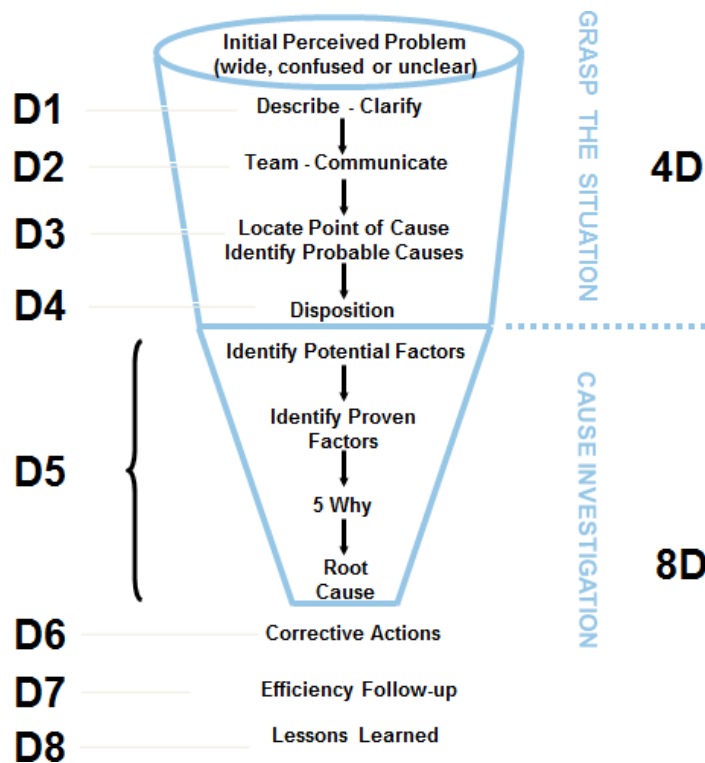 Initial Perceived Problem
(wide, confused or unclear)
D1
Describe - Clarify
D2
Team - Communicate
D3
Locate Point of Cause
Identify Probable Causes
D4
Disposition
GRASP THE SITUATION
4D
D5
Identify Potential Factors
Identify Proven
Factors
5 Why
Root
Cause
CAUSE INVESTIGATION
8D
D6
Corrective Actions
D7
Efficiency Follow-up
D8
Lessons Learned